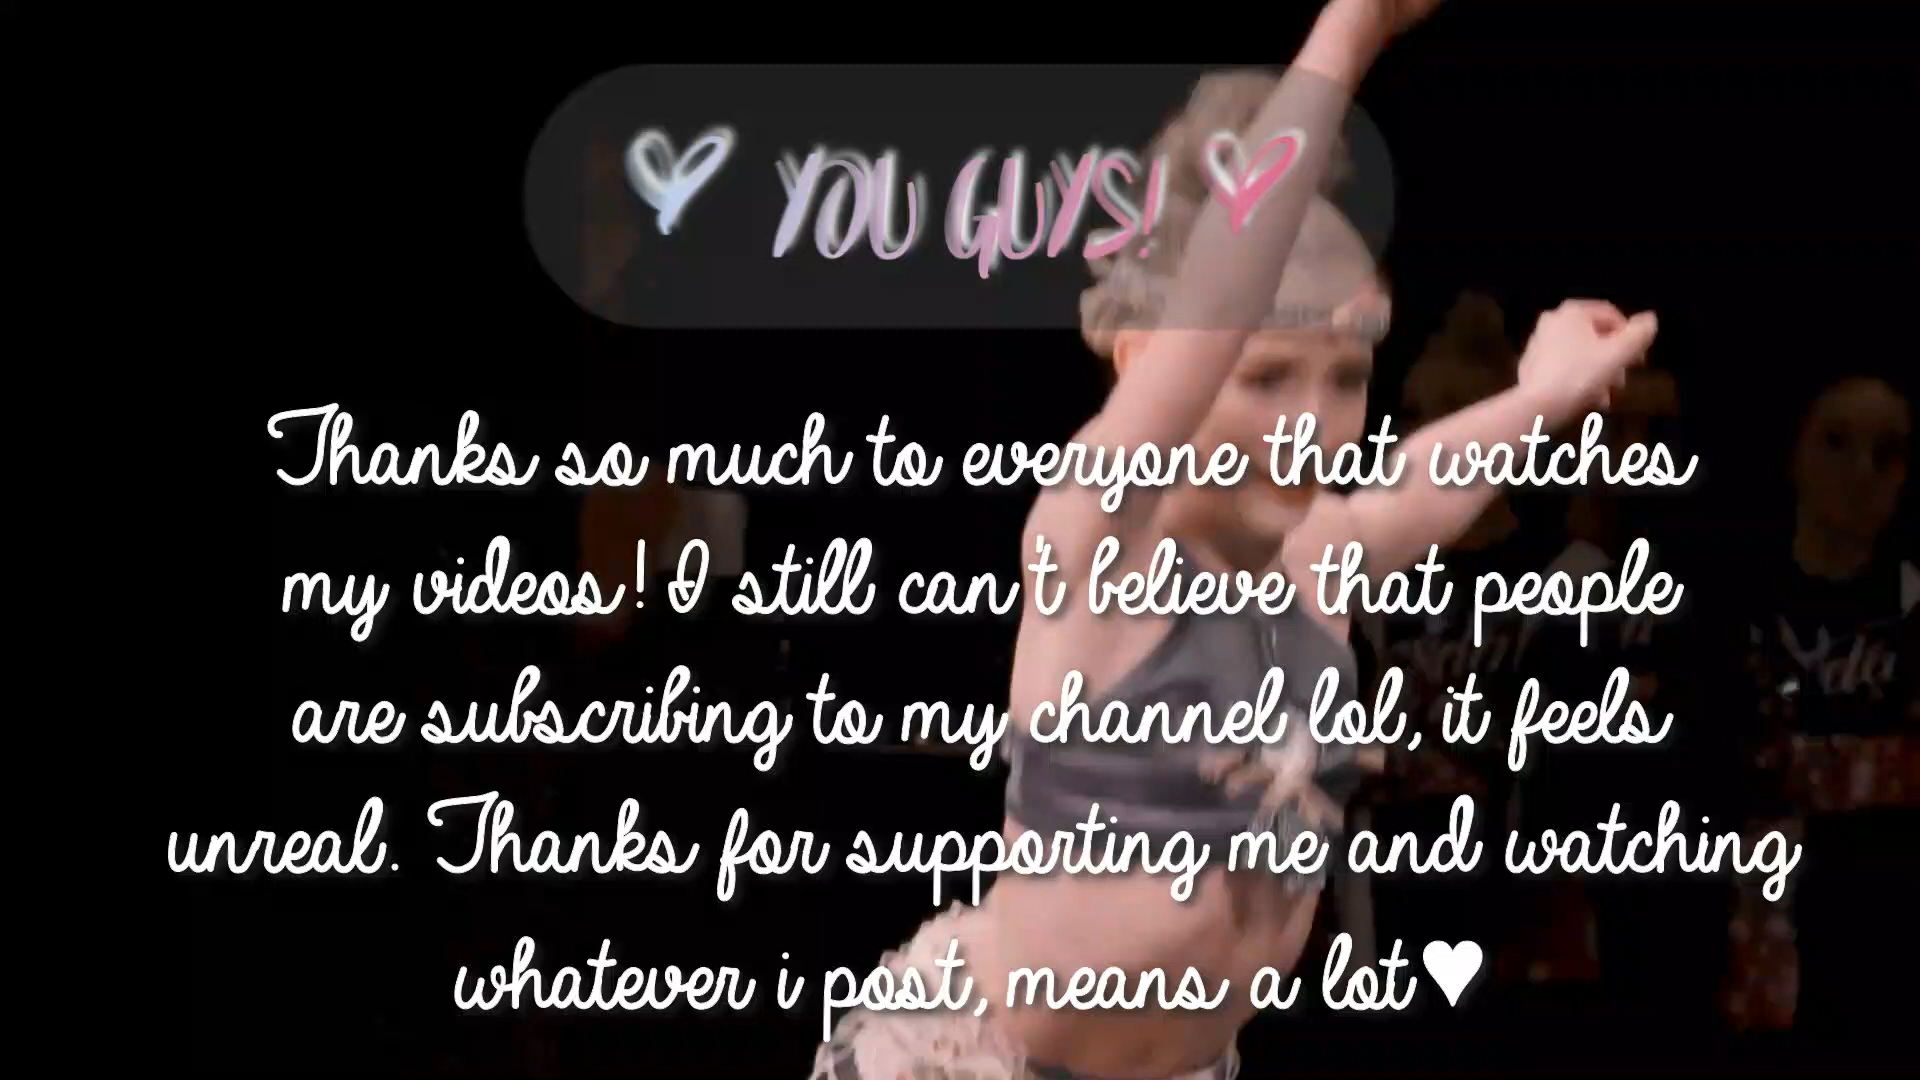 ♡ YOU GUYS! ♡
Thanks so much to everyone that watches
my videos! I still can't believe that people
are subscribing to my channel lol, it feels
unreal. Thanks for supporting me and watching
whatever i post, means a lot♥